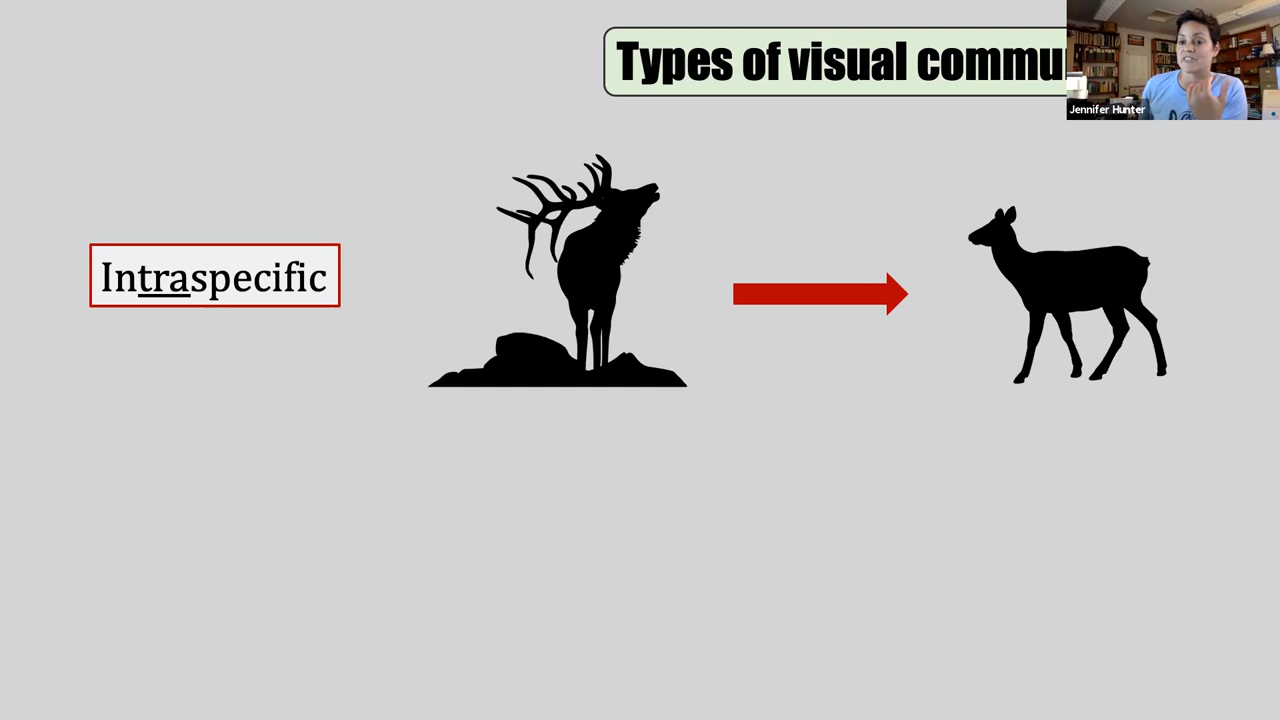 Types of visual commu
Jennifer Hunter
Intraspecific